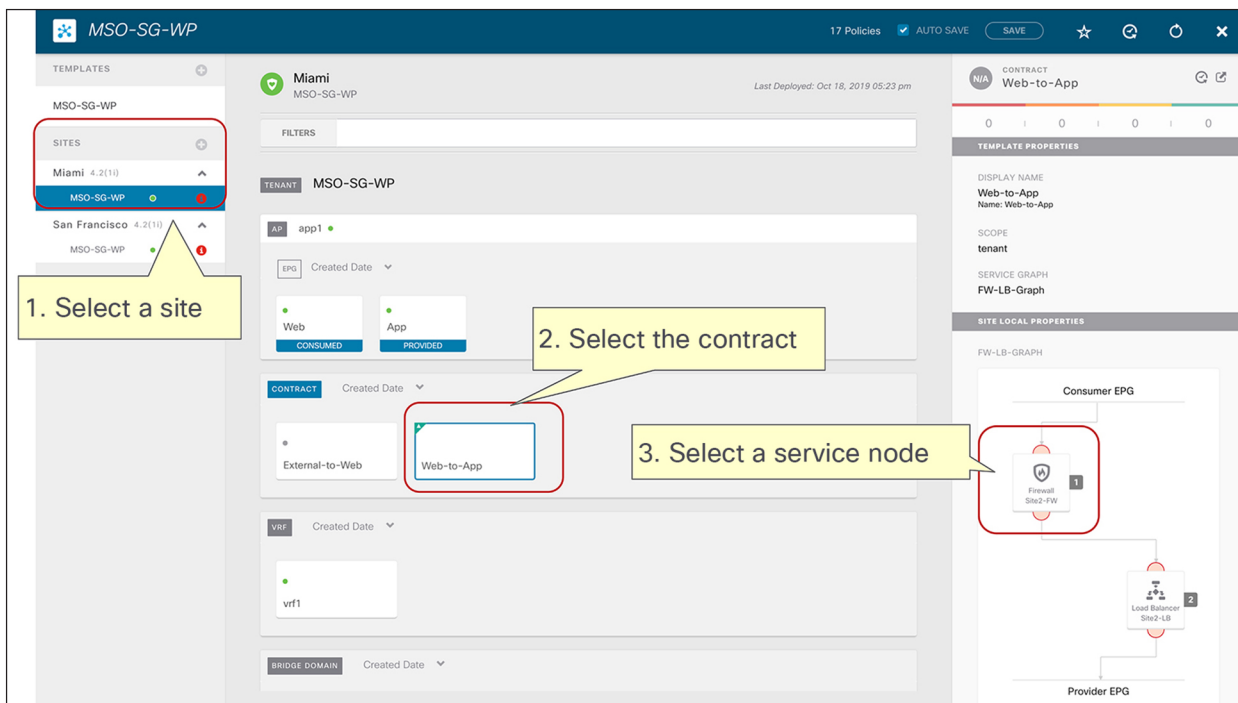 MSO-SG-WP
17 Policies
AUTO SAVE
SAVE
TEMPLATES
MSO-SG-WP
SITES
Miami 4.2(1i)
MSO-SG-WP
San Francisco 4.2(1i)
MSO-SG-WP
1. Select a site
Miami
MSO-SG-WP
Last Deployed: Oct 18, 2019 05:23 pm
FILTERS
TENANT MSO-SG-WP
AP app1
EPG Created Date
Web
CONSUMED
App
PROVIDED
2. Select the contract
CONTRACT Created Date
External-to-Web
Web-to-App
3. Select a service node
VRF Created Date
vrf1
BRIDGE DOMAIN Created Date
N/A
CONTRACT
Web-to-App
0 0 0 0
TEMPLATE PROPERTIES
DISPLAY NAME
Web-to-App
Name: Web-to-App
SCOPE
tenant
SERVICE GRAPH
FW-LB-Graph
SITE LOCAL PROPERTIES
FW-LB-GRAPH
Consumer EPG
Firewall
Site2-FW
1
Load Balancer
Site2-LB
2
Provider EPG